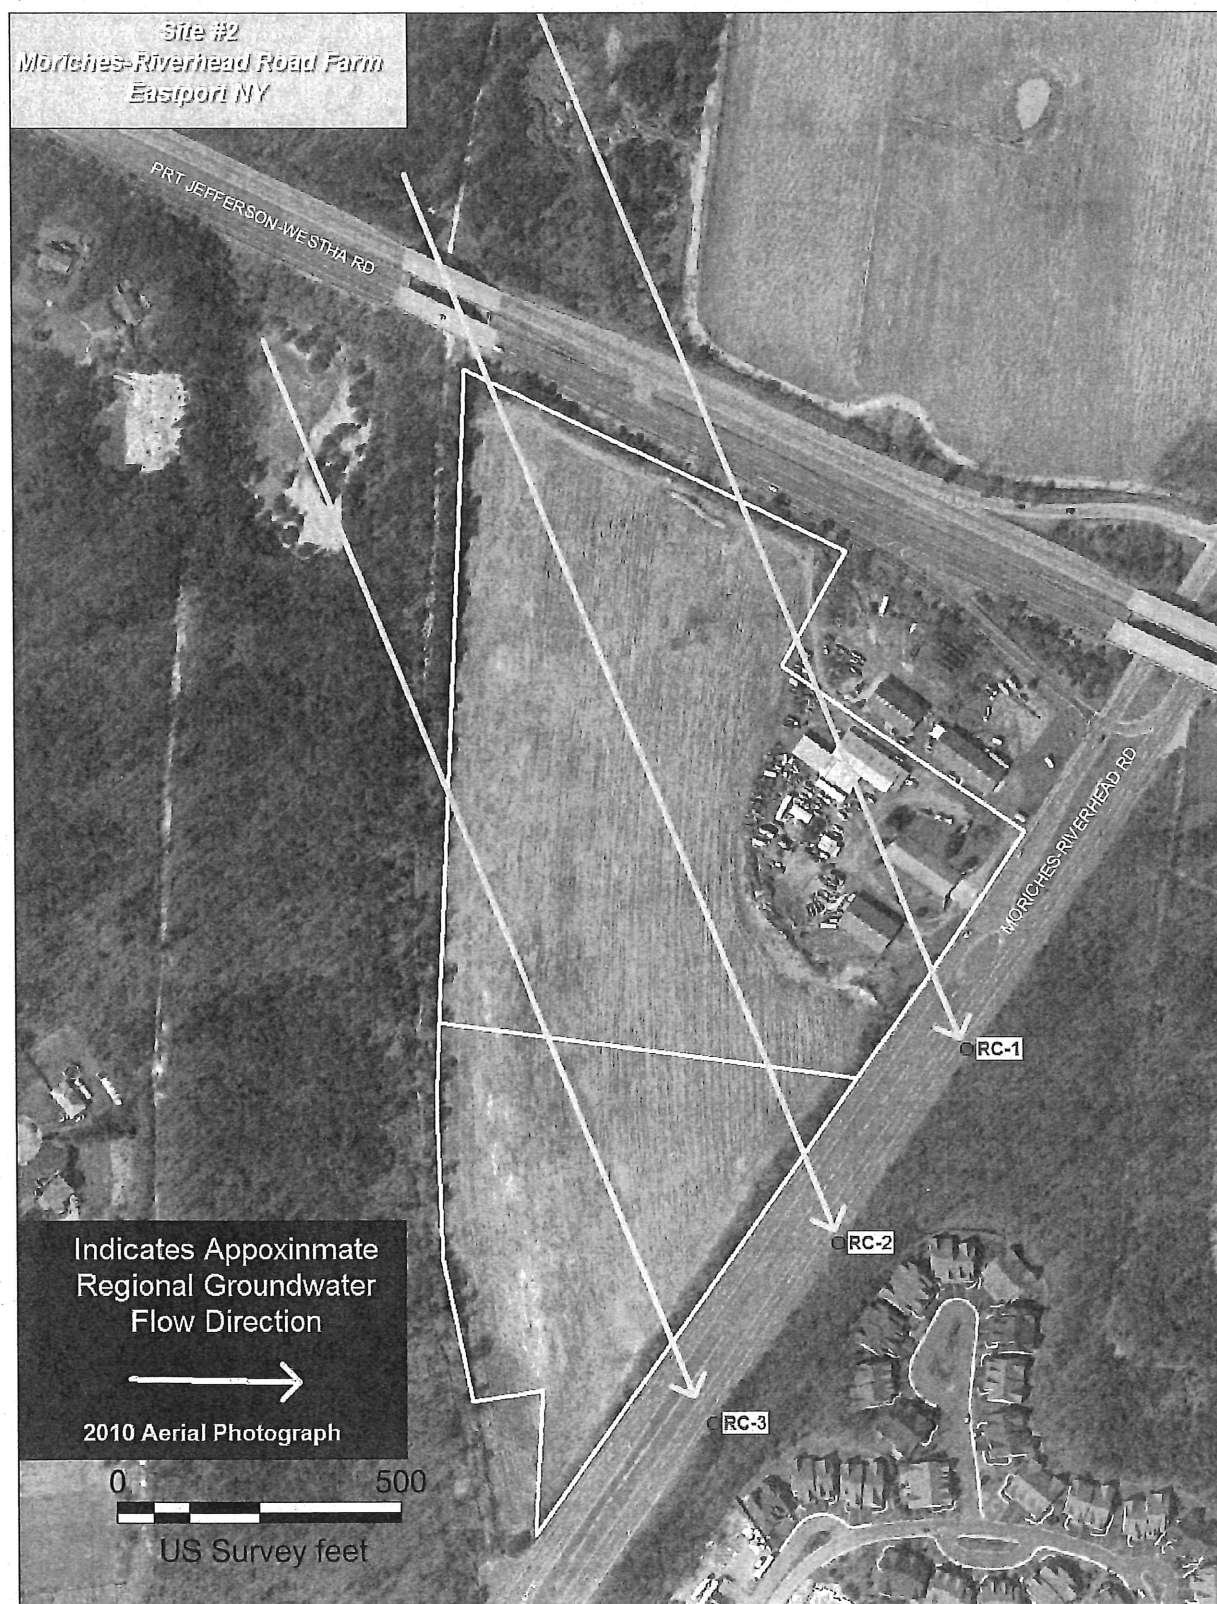 Site #2
Moriches-Riverhead Road Farm
Eastport NY
PRT JEFFERSON-WESTHA RD
MORICHES-RIVERHEAD RD
RC-1
RC-2
RC-3
Indicates Appoxinmate
Regional Groundwater
Flow Direction
2010 Aerial Photograph
0 500
US Survey feet